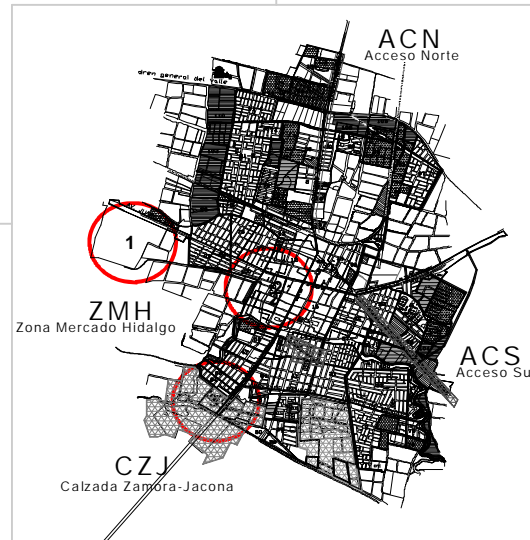 ACN
Acceso Norte
dren general del valle
1
ZMH
Zona Mercado Hidalgo
ACS
Acceso Su
CZJ
Calzada Zamora-Jacona